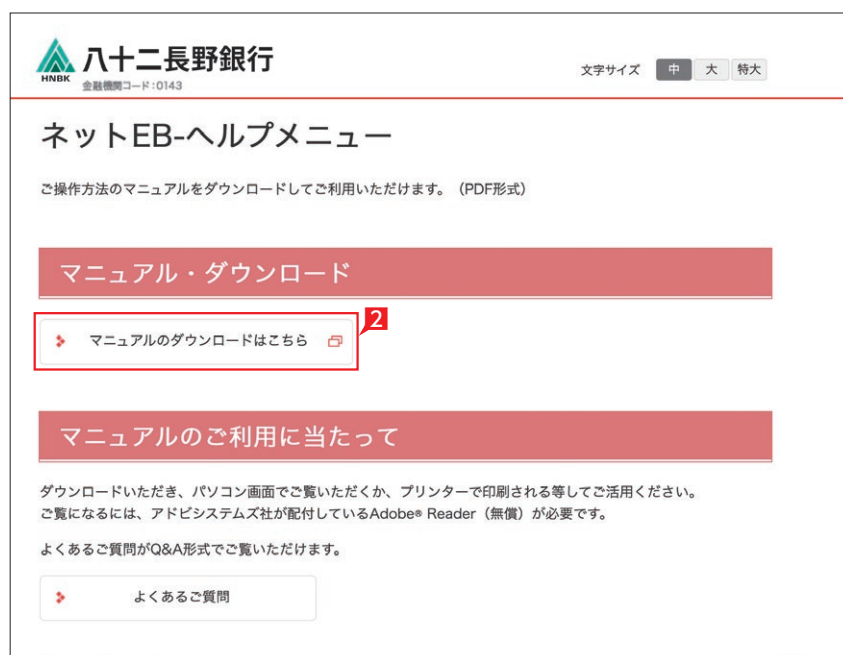 八十二長野銀行
HNBK
金融機関コード:0143
文字サイズ 中 大 特大
ネットEB-ヘルプメニュー
ご操作方法のマニュアルをダウンロードしてご利用いただけます。（PDF形式）
マニュアル・ダウンロード
2
マニュアルのダウンロードはこちら
マニュアルのご利用に当たって
ダウンロードいただき、パソコン画面でご覧いただくか、プリンターで印刷される等してご活用ください。
ご覧になるには、アドビシステムズ社が配付しているAdobe® Reader（無償）が必要です。
よくあるご質問がQ&A形式でご覧いただけます。
よくあるご質問